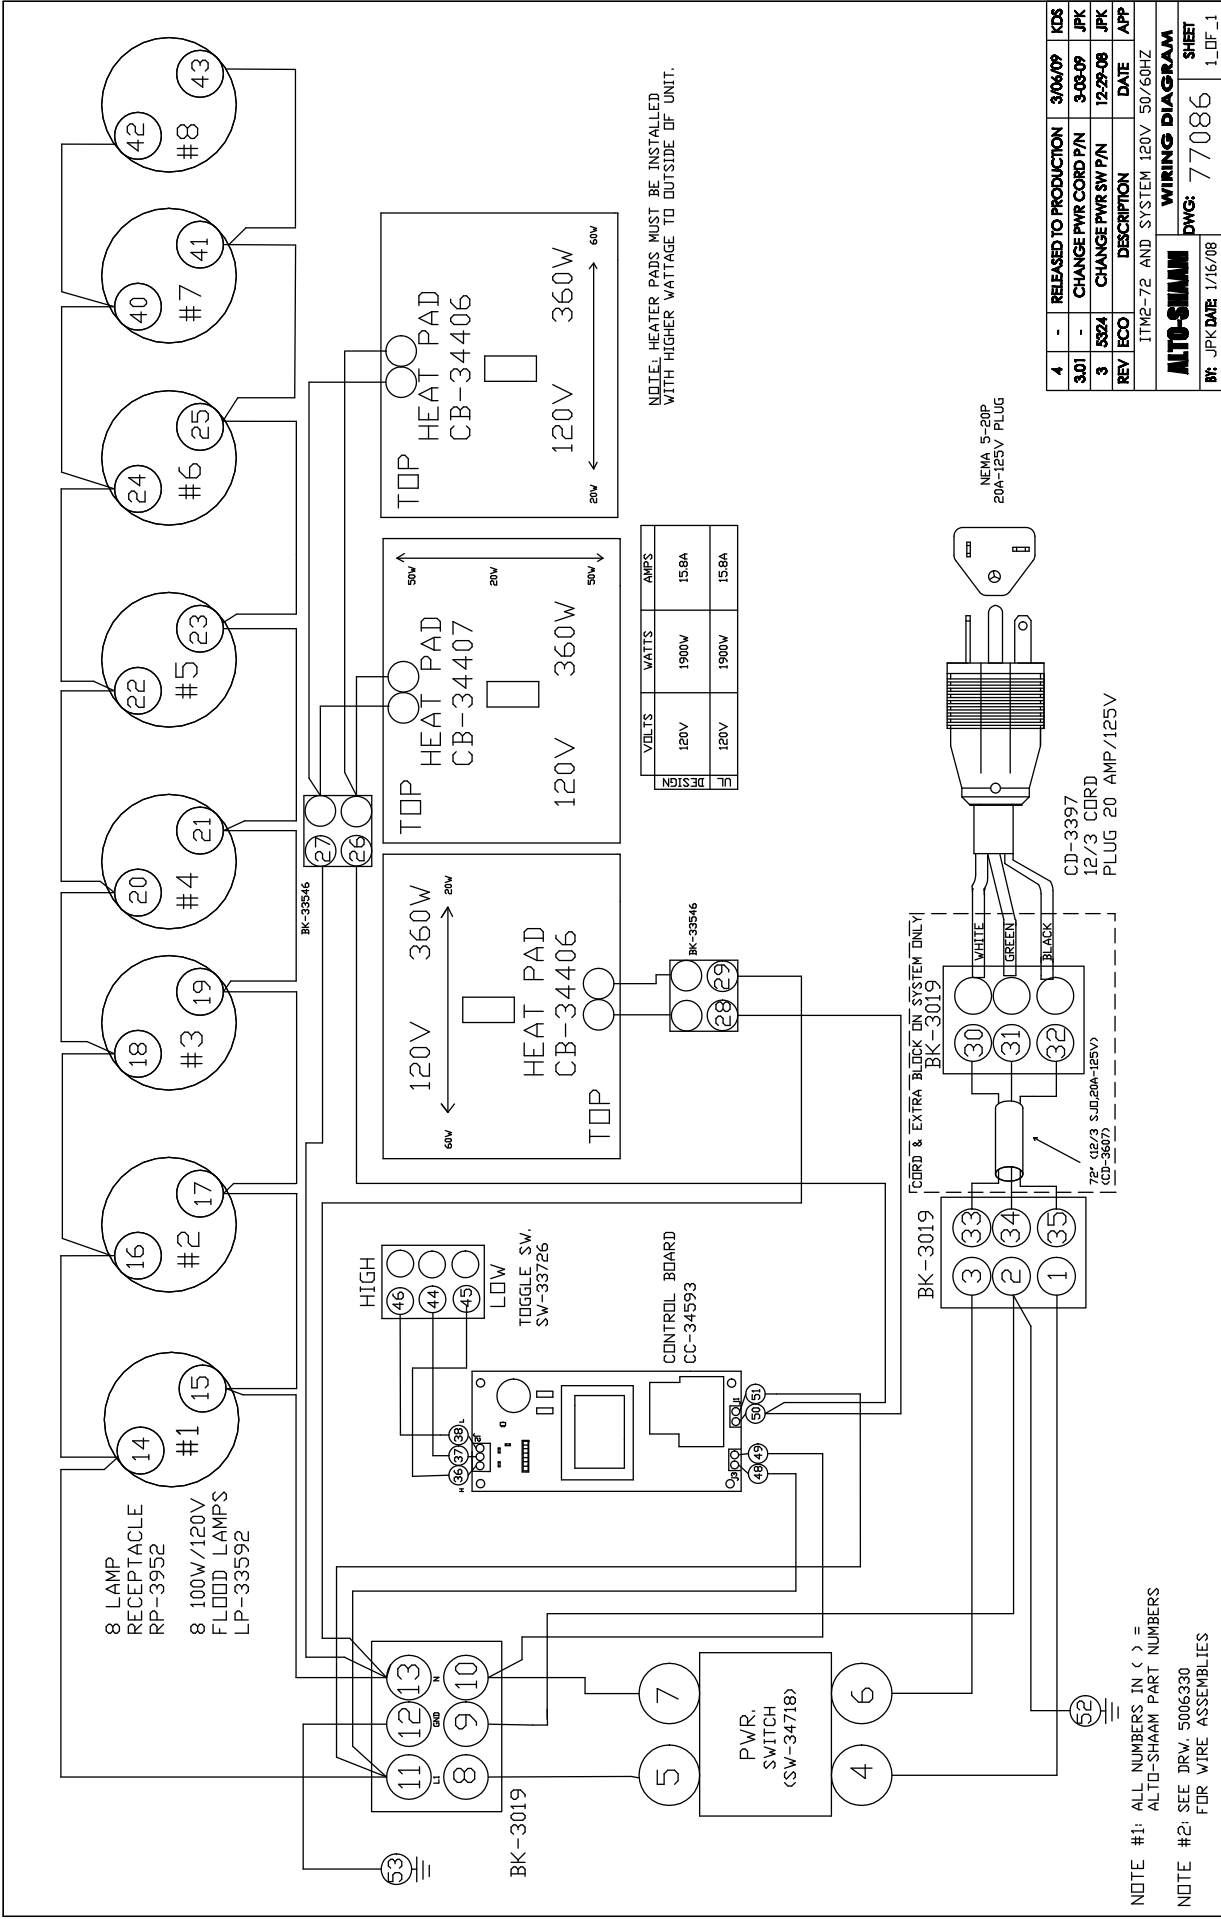 8 LAMP
RECEPTACLE
RP-3952
8 100W/120V
FLOOD LAMPS
LP-33592
14
15
#1
16
17
#2
18
19
#3
20
21
#4
22
23
#5
24
25
#6
40
41
#7
42
43
#8
53
11
12
13
L1
GND
N
8
9
10
BK-3019
5
7
PWR.
SWITCH
(SW-34718)
4
6
52
HIGH
46
44
45
LOW
TOGGLE SW.
SW-33726
36
37
38
H
L
48
49
50
51
J3
J1
CONTROL BOARD
CC-34593
BK-33546
27
26
120V 360W
60W
20W
HEAT PAD
CB-34406
TOP
28
29
BK-33546
TOP
HEAT PAD
CB-34407
120V 360W
50W
20W
50W
TOP
HEAT PAD
CB-34406
120V 360W
20W
60W
NOTE: HEATER PADS MUST BE INSTALLED
WITH HIGHER WATTAGE TO OUTSIDE OF UNIT.
VOLTS WATTS AMPS
DESIGN 120V 1900W 15.8A
UL 120V 1900W 15.8A
BK-3019
3
33
2
34
1
35
CORD & EXTRA BLOCK ON SYSTEM ONLY
BK-3019
30
31
32
72" (12/3 SJO,20A-125V)
(CD-3607)
WHITE
GREEN
BLACK
CD-3397
12/3 CORD
PLUG 20 AMP/125V
NEMA 5-20P
20A-125V PLUG
NOTE #1: ALL NUMBERS IN ( ) =
ALTO-SHAAM PART NUMBERS
NOTE #2: SEE DRW. 5006330
FOR WIRE ASSEMBLIES
4 - RELEASED TO PRODUCTION 3/06/09 KDS
3.01 - CHANGE PWR CORD P/N 3-03-09 JPK
3 5324 CHANGE PWR SW P/N 12-29-08 JPK
REV ECO DESCRIPTION DATE APP
ITM2-72 AND SYSTEM 120V 50/60HZ
ALTO-SHAAM
WIRING DIAGRAM
BY: JPK DATE: 1/16/08
DWG: 77086
SHEET
1_OF_1